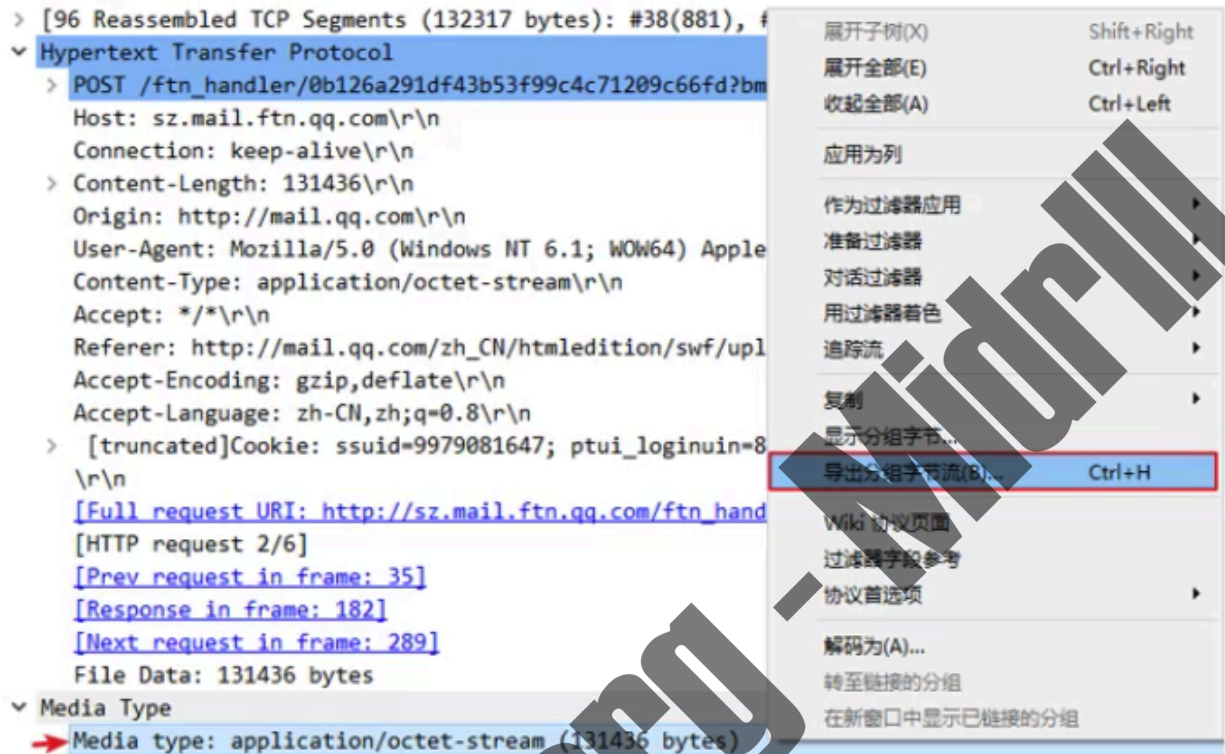 [96 Reassembled TCP Segments (132317 bytes): #38(881), #
Hypertext Transfer Protocol
POST /ftn_handler/0b126a291df43b53f99c4c71209c66fd?bm
Host: sz.mail.ftn.qq.com\r\n
Connection: keep-alive\r\n
Content-Length: 131436\r\n
Origin: http://mail.qq.com\r\n
User-Agent: Mozilla/5.0 (Windows NT 6.1; WOW64) Apple
Content-Type: application/octet-stream\r\n
Accept: */*\r\n
Referer: http://mail.qq.com/zh_CN/htmledition/swf/upl
Accept-Encoding: gzip,deflate\r\n
Accept-Language: zh-CN,zh;q=0.8\r\n
[truncated]Cookie: ssuid=9979081647; ptui_loginuin=8
\r\n
[Full request URI: http://sz.mail.ftn.qq.com/ftn_hand
[HTTP request 2/6]
[Prev request in frame: 35]
[Response in frame: 182]
[Next request in frame: 289]
File Data: 131436 bytes
Media Type
Media type: application/octet-stream (131436 bytes)
展开子树(X) Shift+Right
展开全部(E) Ctrl+Right
收起全部(A) Ctrl+Left
应用为列
作为过滤器应用
准备过滤器
对话过滤器
用过滤器着色
追踪流
复制
显示分组字节...
导出分组字节流(B)... Ctrl+H
Wiki 协议页面
过滤器字段参考
协议首选项
解码为(A)...
转至链接的分组
在新窗口中显示已链接的分组
ng - Midrlll